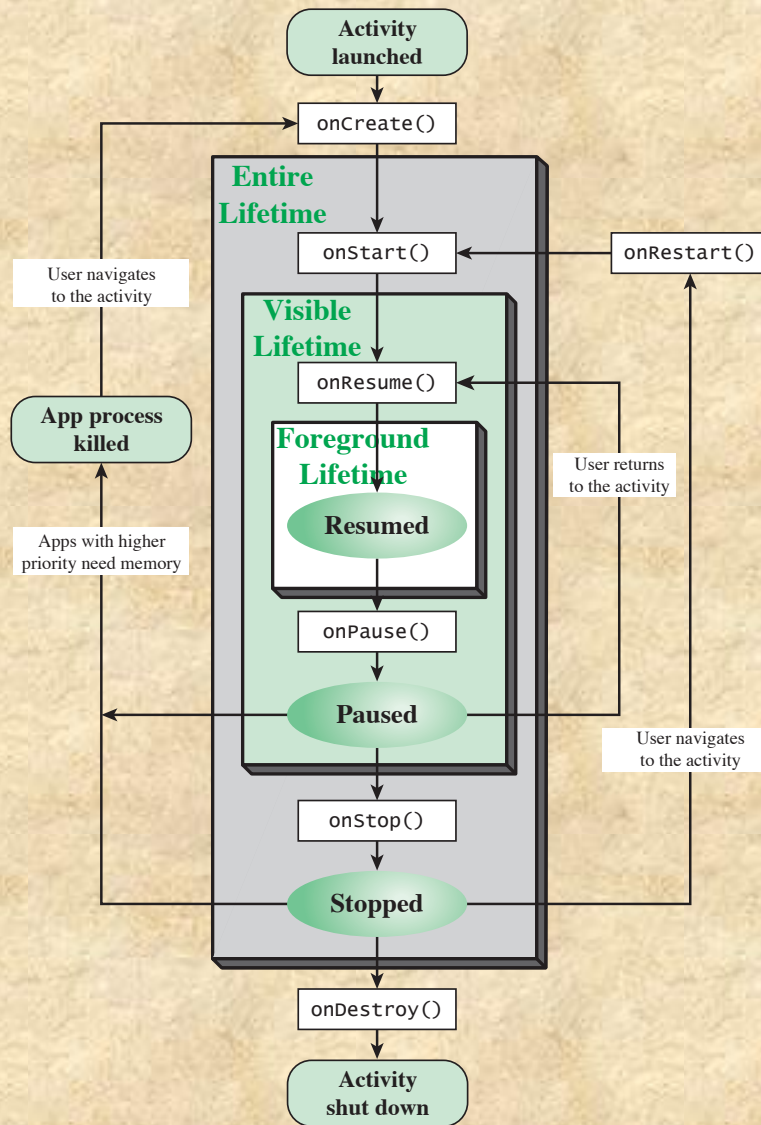 Activity
launched
onCreate()
Entire
Lifetime
onStart()
onRestart()
User navigates
to the activity
Visible
Lifetime
onResume()
App process
killed
Foreground
Lifetime
User returns
to the activity
Resumed
Apps with higher
priority need memory
onPause()
Paused
User navigates
to the activity
onStop()
Stopped
onDestroy()
Activity
shut down